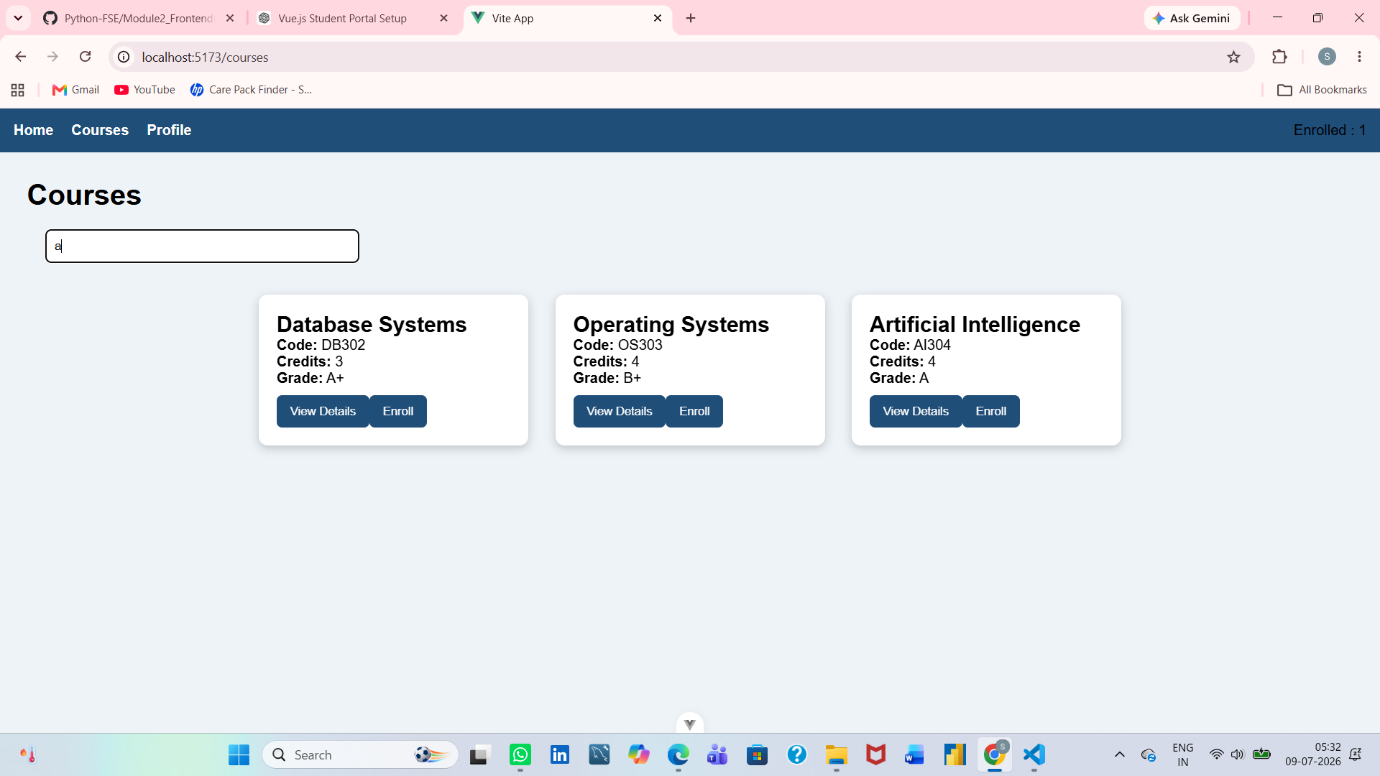 Python-FSE/Module2_Frontend
Vue.js Student Portal Setup
Vite App
Ask Gemini
localhost:5173/courses
S
Gmail
YouTube
Care Pack Finder - S...
All Bookmarks
Home Courses Profile
Enrolled : 1
Courses
a
Database Systems
Code: DB302
Credits: 3
Grade: A+
View Details Enroll
Operating Systems
Code: OS303
Credits: 4
Grade: B+
View Details Enroll
Artificial Intelligence
Code: AI304
Credits: 4
Grade: A
View Details Enroll
Search
ENG
IN
05:32
09-07-2026